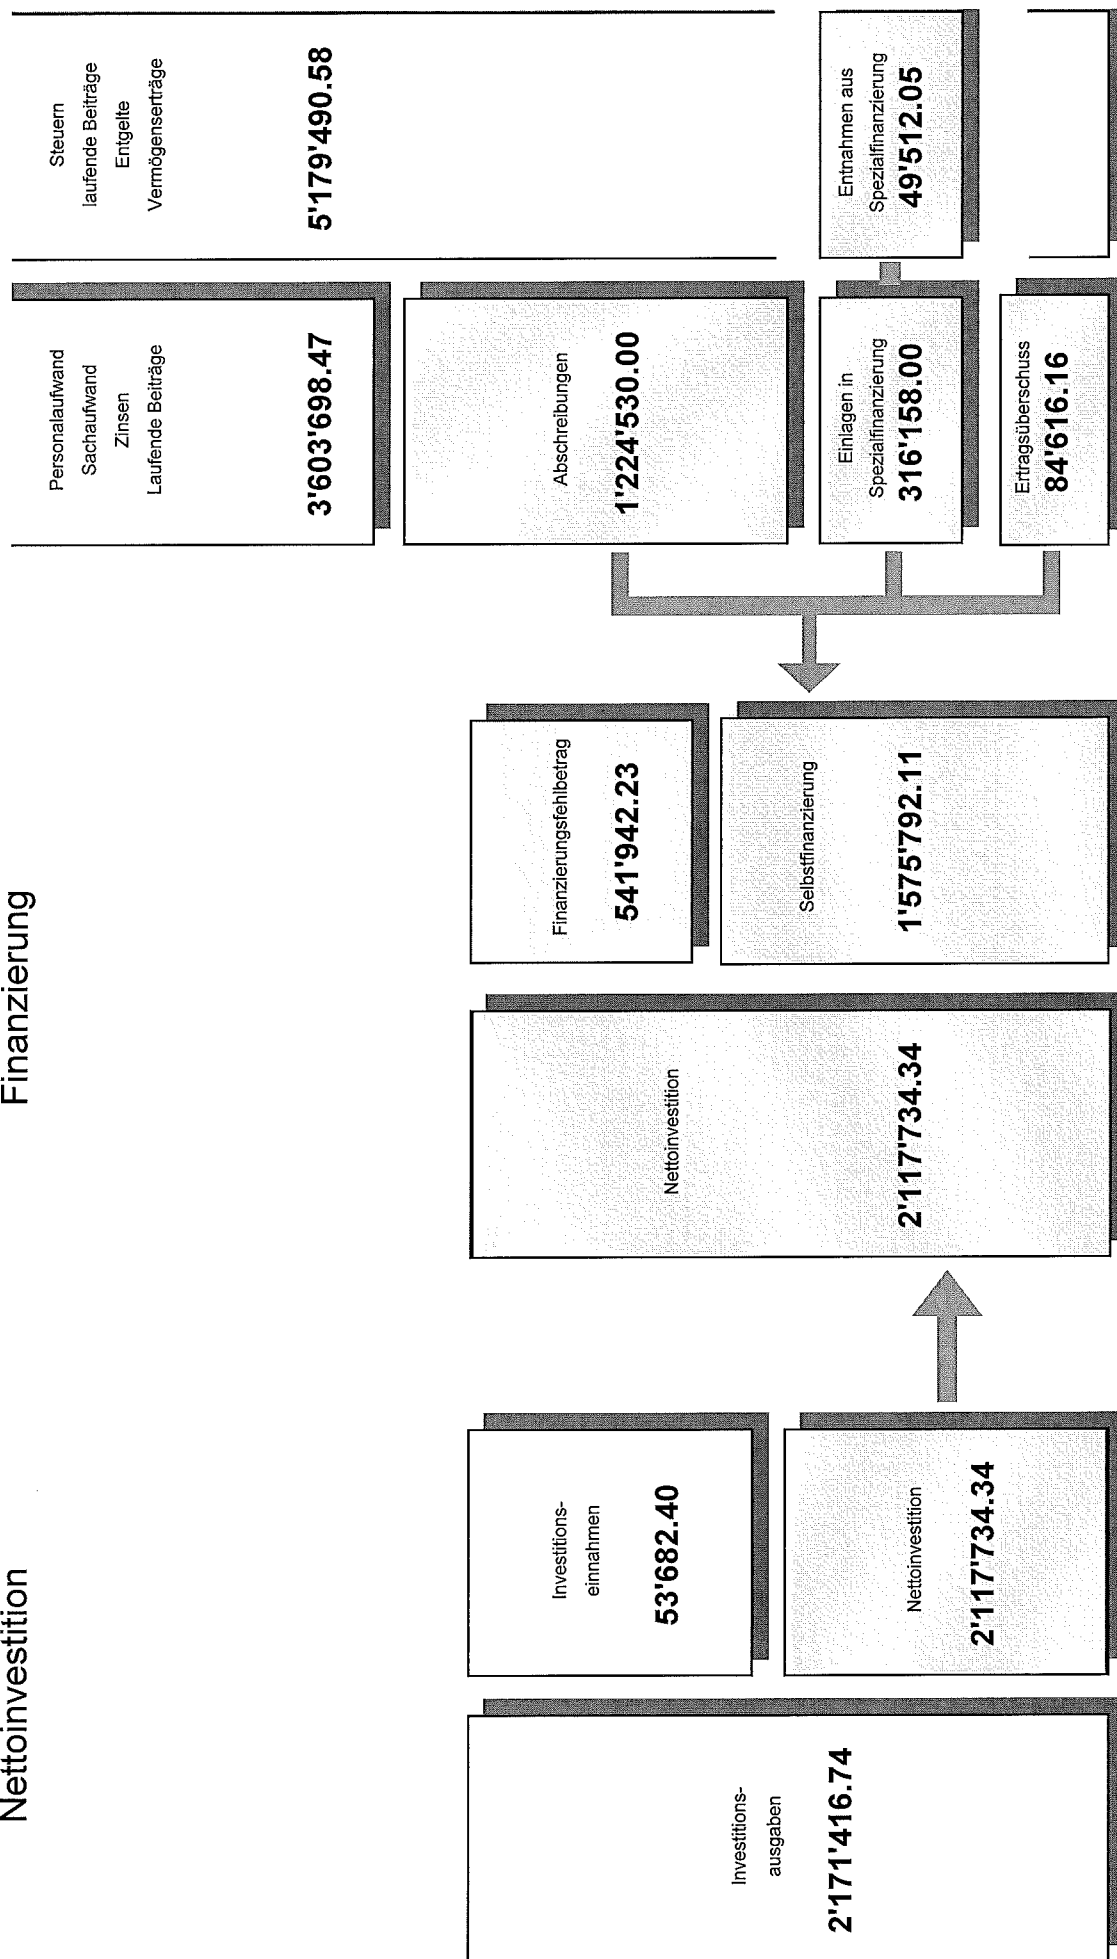 Nettoinvestition
Investitions-
ausgaben
2'171'416.74
Investitions-
einnahmen
53'682.40
Nettoinvestition
2'117'734.34
Finanzierung
Nettoinvestition
2'117'734.34
Finanzierungsfehlbetrag
541'942.23
Selbstfinanzierung
1'575'792.11
Personalaufwand
Sachaufwand
Zinsen
Laufende Beiträge
3'603'698.47
Abschreibungen
1'224'530.00
Einlagen in
Spezialfinanzierung
316'158.00
Ertragsüberschuss
84'616.16
Steuern
laufende Beiträge
Entgelte
Vermögenserträge
5'179'490.58
Entnahmen aus
Spezialfinanzierung
49'512.05